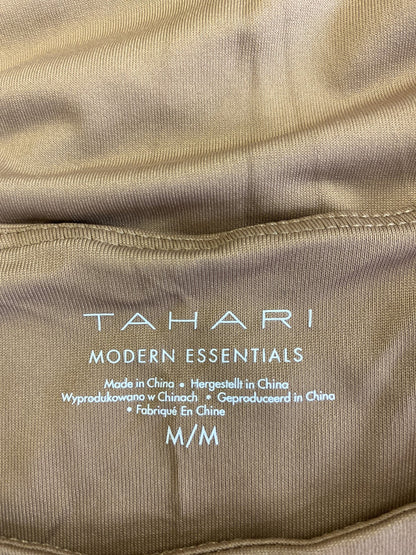 TAHARI
MODERN ESSENTIALS
Made in China • Hergestellt in China
Wyprodukowano w Chinach • Geproduceerd in China
• Fabriqué En Chine
M/M